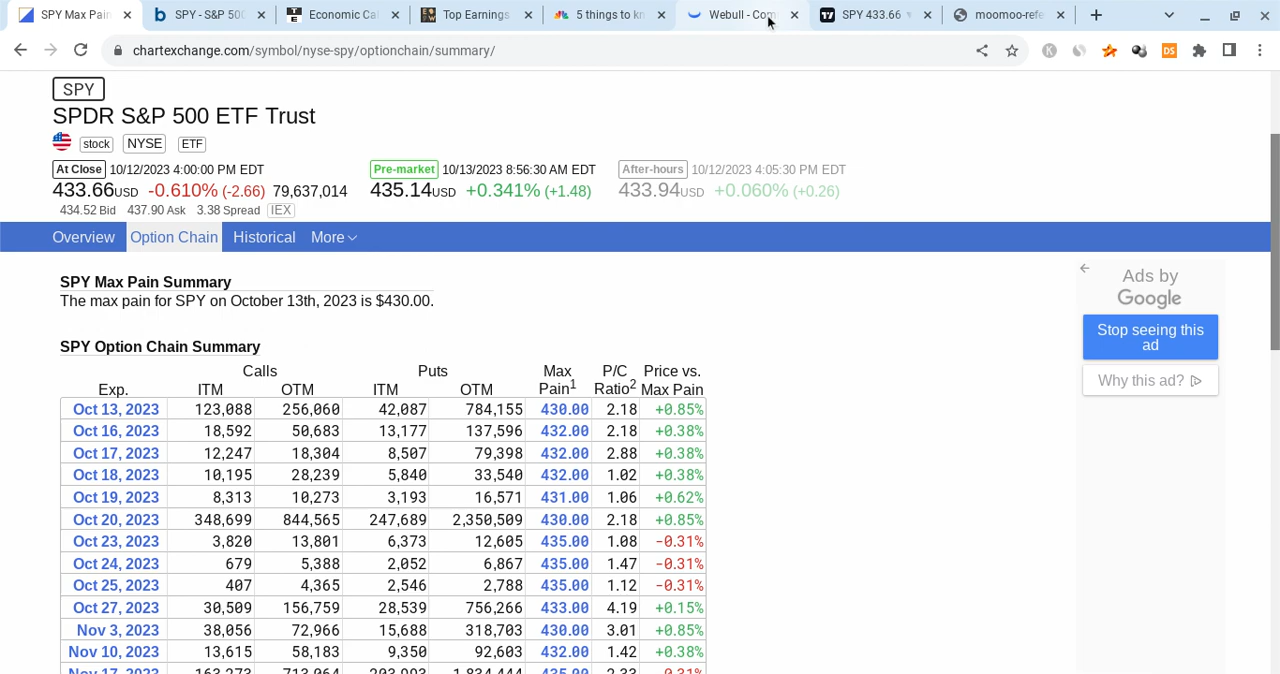 SPY Max Pain
SPY - S&P 500
Economic Cal
Top Earnings
5 things to kn
Webull - Com
SPY 433.66
moomoo-refe
chartexchange.com/symbol/nyse-spy/optionchain/summary/
K
DS
SPY
SPDR S&P 500 ETF Trust
stock NYSE ETF
At Close 10/12/2023 4:00:00 PM EDT Pre-market 10/13/2023 8:56:30 AM EDT After-hours 10/12/2023 4:05:30 PM EDT
433.66USD -0.610% (-2.66) 79,637,014 435.14USD +0.341% (+1.48) 433.94USD +0.060% (+0.26)
434.52 Bid 437.90 Ask 3.38 Spread IEX
Overview Option Chain Historical More
SPY Max Pain Summary
The max pain for SPY on October 13th, 2023 is $430.00.
SPY Option Chain Summary
Calls Puts Max P/C Price vs.
Exp. ITM OTM ITM OTM Pain1 Ratio2 Max Pain
Oct 13, 2023 123,088 256,060 42,087 784,155 430.00 2.18 +0.85%
Oct 16, 2023 18,592 50,683 13,177 137,596 432.00 2.18 +0.38%
Oct 17, 2023 12,247 18,304 8,507 79,398 432.00 2.88 +0.38%
Oct 18, 2023 10,195 28,239 5,840 33,540 432.00 1.02 +0.38%
Oct 19, 2023 8,313 10,273 3,193 16,571 431.00 1.06 +0.62%
Oct 20, 2023 348,699 844,565 247,689 2,350,509 430.00 2.18 +0.85%
Oct 23, 2023 3,820 13,801 6,373 12,605 435.00 1.08 -0.31%
Oct 24, 2023 679 5,388 2,052 6,867 435.00 1.47 -0.31%
Oct 25, 2023 407 4,365 2,546 2,788 435.00 1.12 -0.31%
Oct 27, 2023 30,509 156,759 28,539 756,266 433.00 4.19 +0.15%
Nov 3, 2023 38,056 72,966 15,688 318,703 430.00 3.01 +0.85%
Nov 10, 2023 13,615 58,183 9,350 92,603 432.00 1.42 +0.38%
Nov 17, 2023
Ads by
Google
Stop seeing this
ad
Why this ad?